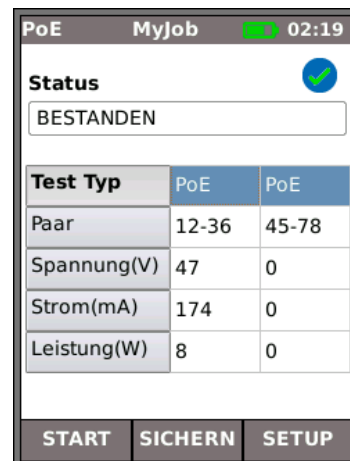 PoE MyJob 02:19
Status
BESTANDEN
Test Typ PoE PoE
Paar 12-36 45-78
Spannung(V) 47 0
Strom(mA) 174 0
Leistung(W) 8 0
START SICHERN SETUP